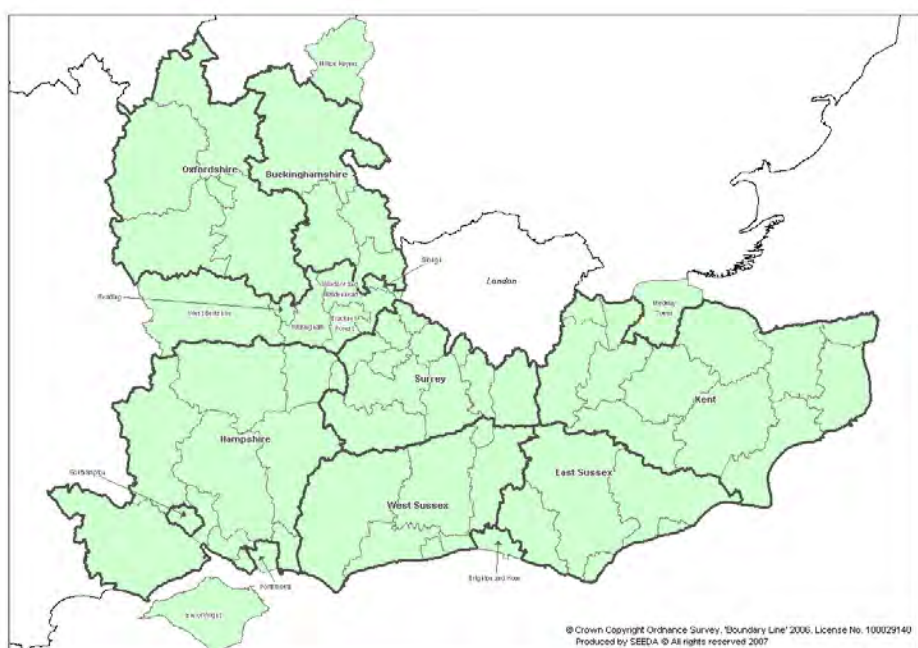 Milton Keynes
Oxfordshire
Buckinghamshire
Slough
London
Windsor and
Maidenhead
Reading
West Berkshire
Wokingham
Bracknell
Forest
Medway
Towns
Surrey
Kent
Hampshire
East Sussex
Southampton
West Sussex
Portsmouth
Brighton and Hove
Isle of Wight
© Crown Copyright Ordnance Survey, 'Boundary Line' 2006, License No. 100029140
Produced by SEEDA © All rights reserved 2007